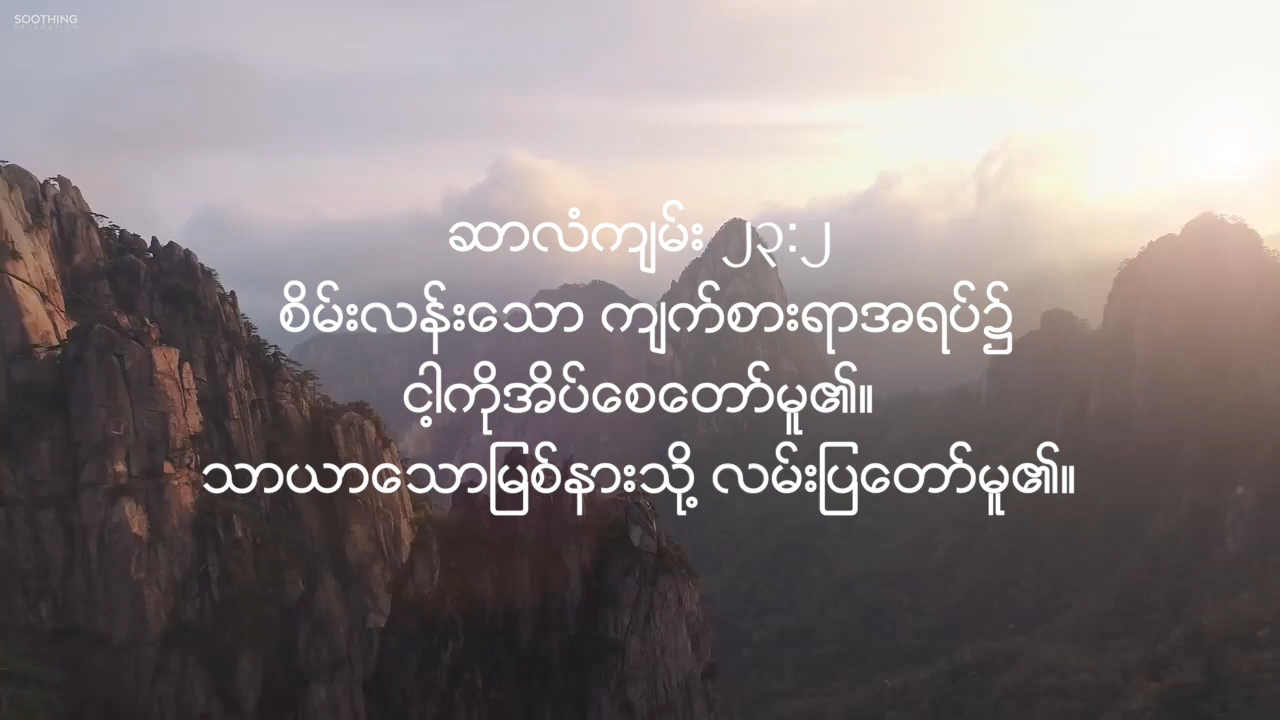 SOOTHING
RELAXATION
ဆာလံကျမ်း ၂၃:၂
စိမ်းလန်းသော ကျက်စားရာအရပ်၌
ငါ့ကိုအိပ်စေတော်မူ၏။
သာယာသောမြစ်နားသို့ လမ်းပြတော်မူ၏။